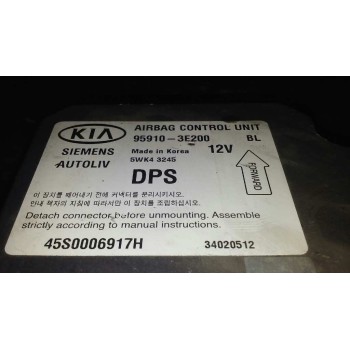 KIA AIRBAG CONTROL UNIT
95910-3E200 BL
SIEMENS Made in Korea 12V
AUTOLIV 5WK4 3245
DPS
FORWARD
이 장치를 떼어내기 전에 커넥터를 분리시키시오.
안내 책자의 지침에 따라서만 이 장치를 조립하십시오
Detach connector before unmounting. Assemble
strictly according to manual instructions.
45S0006917H 34020512